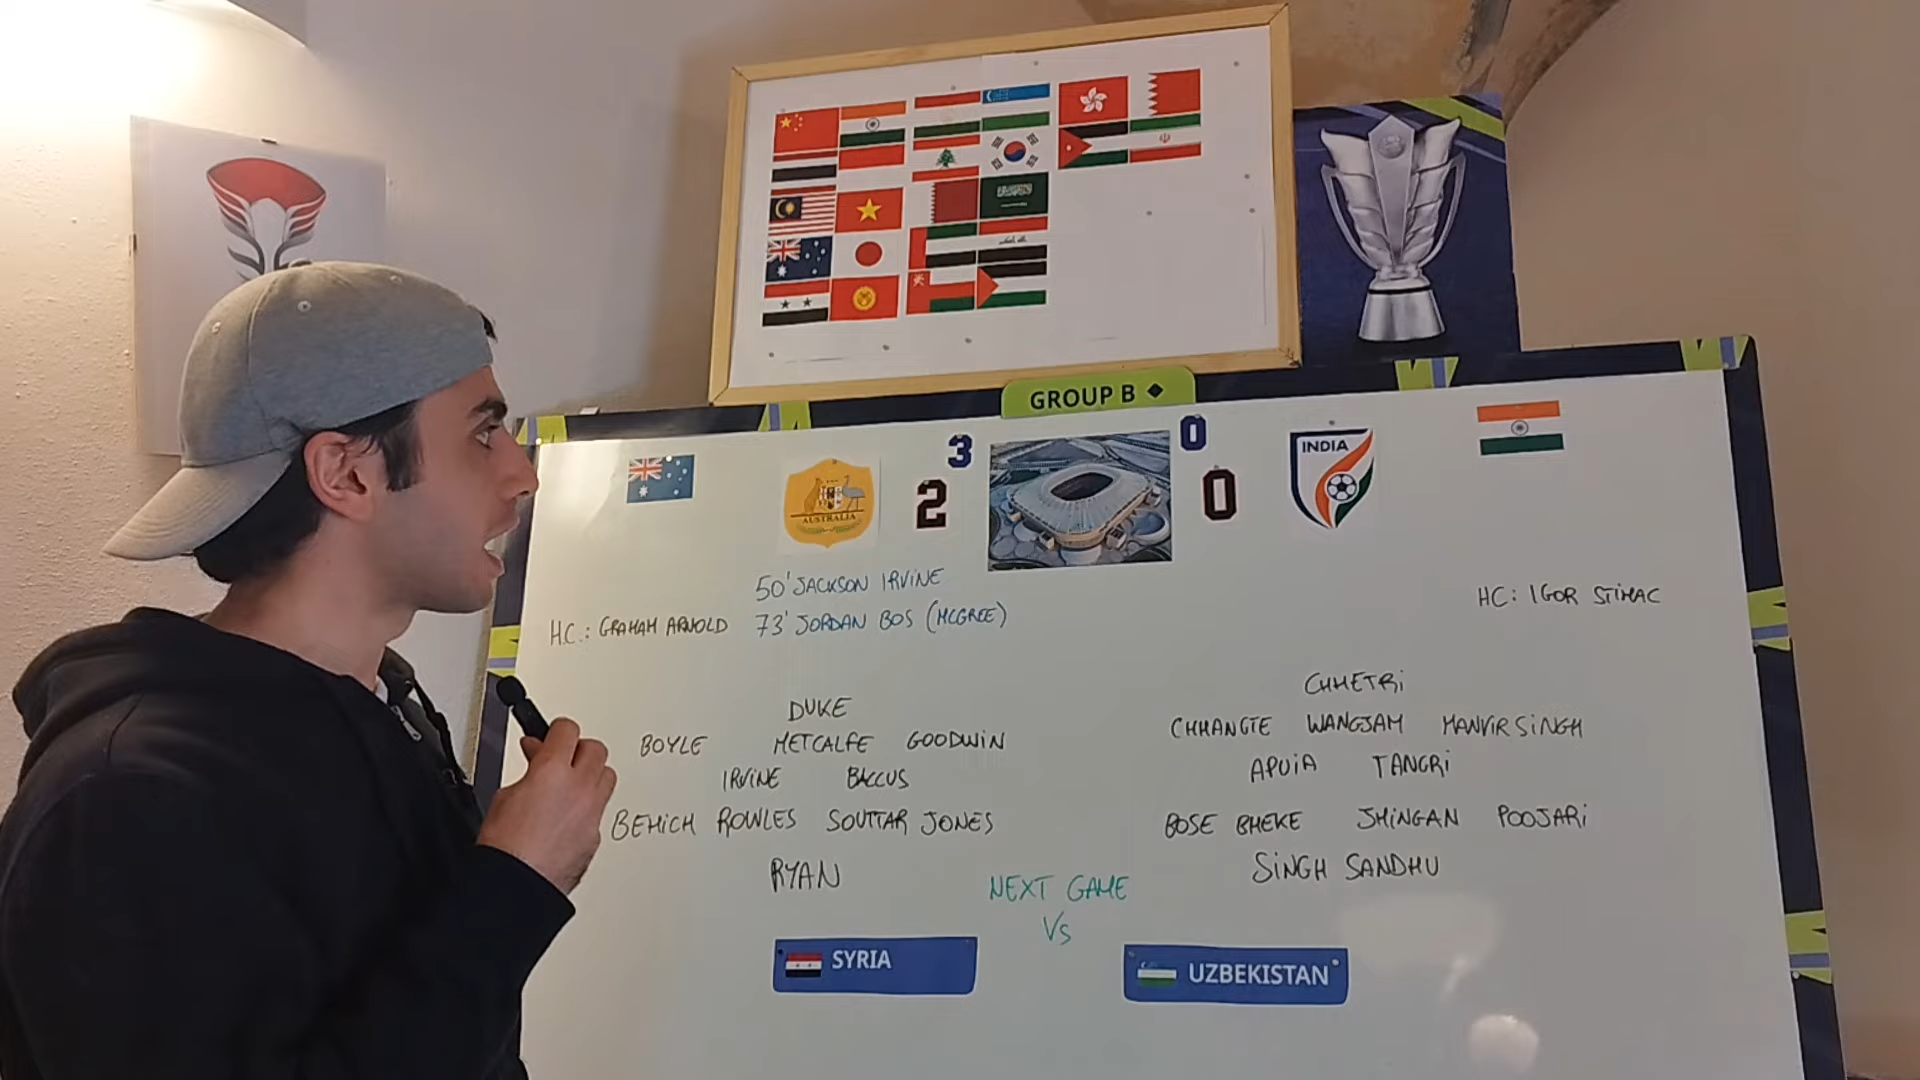 GROUP B
3 0
2 0
AUSTRALIA
INDIA
50' JACKSON IRVINE
73' JORDAN BOS (MCGREE)
H.C.: GRAHAM ARNOLD
HC: IGOR STIMAC
DUKE
BOYLE METCALFE GOODWIN
IRVINE BACCUS
BEHICH ROWLES SOUTTAR JONES
RYAN
CHHETRI
CHHANGTE WANGJAM MANVIR SINGH
APUIA TANGRI
BOSE BHEKE JHINGAN POOJARI
SINGH SANDHU
NEXT GAME
VS
SYRIA
UZBEKISTAN